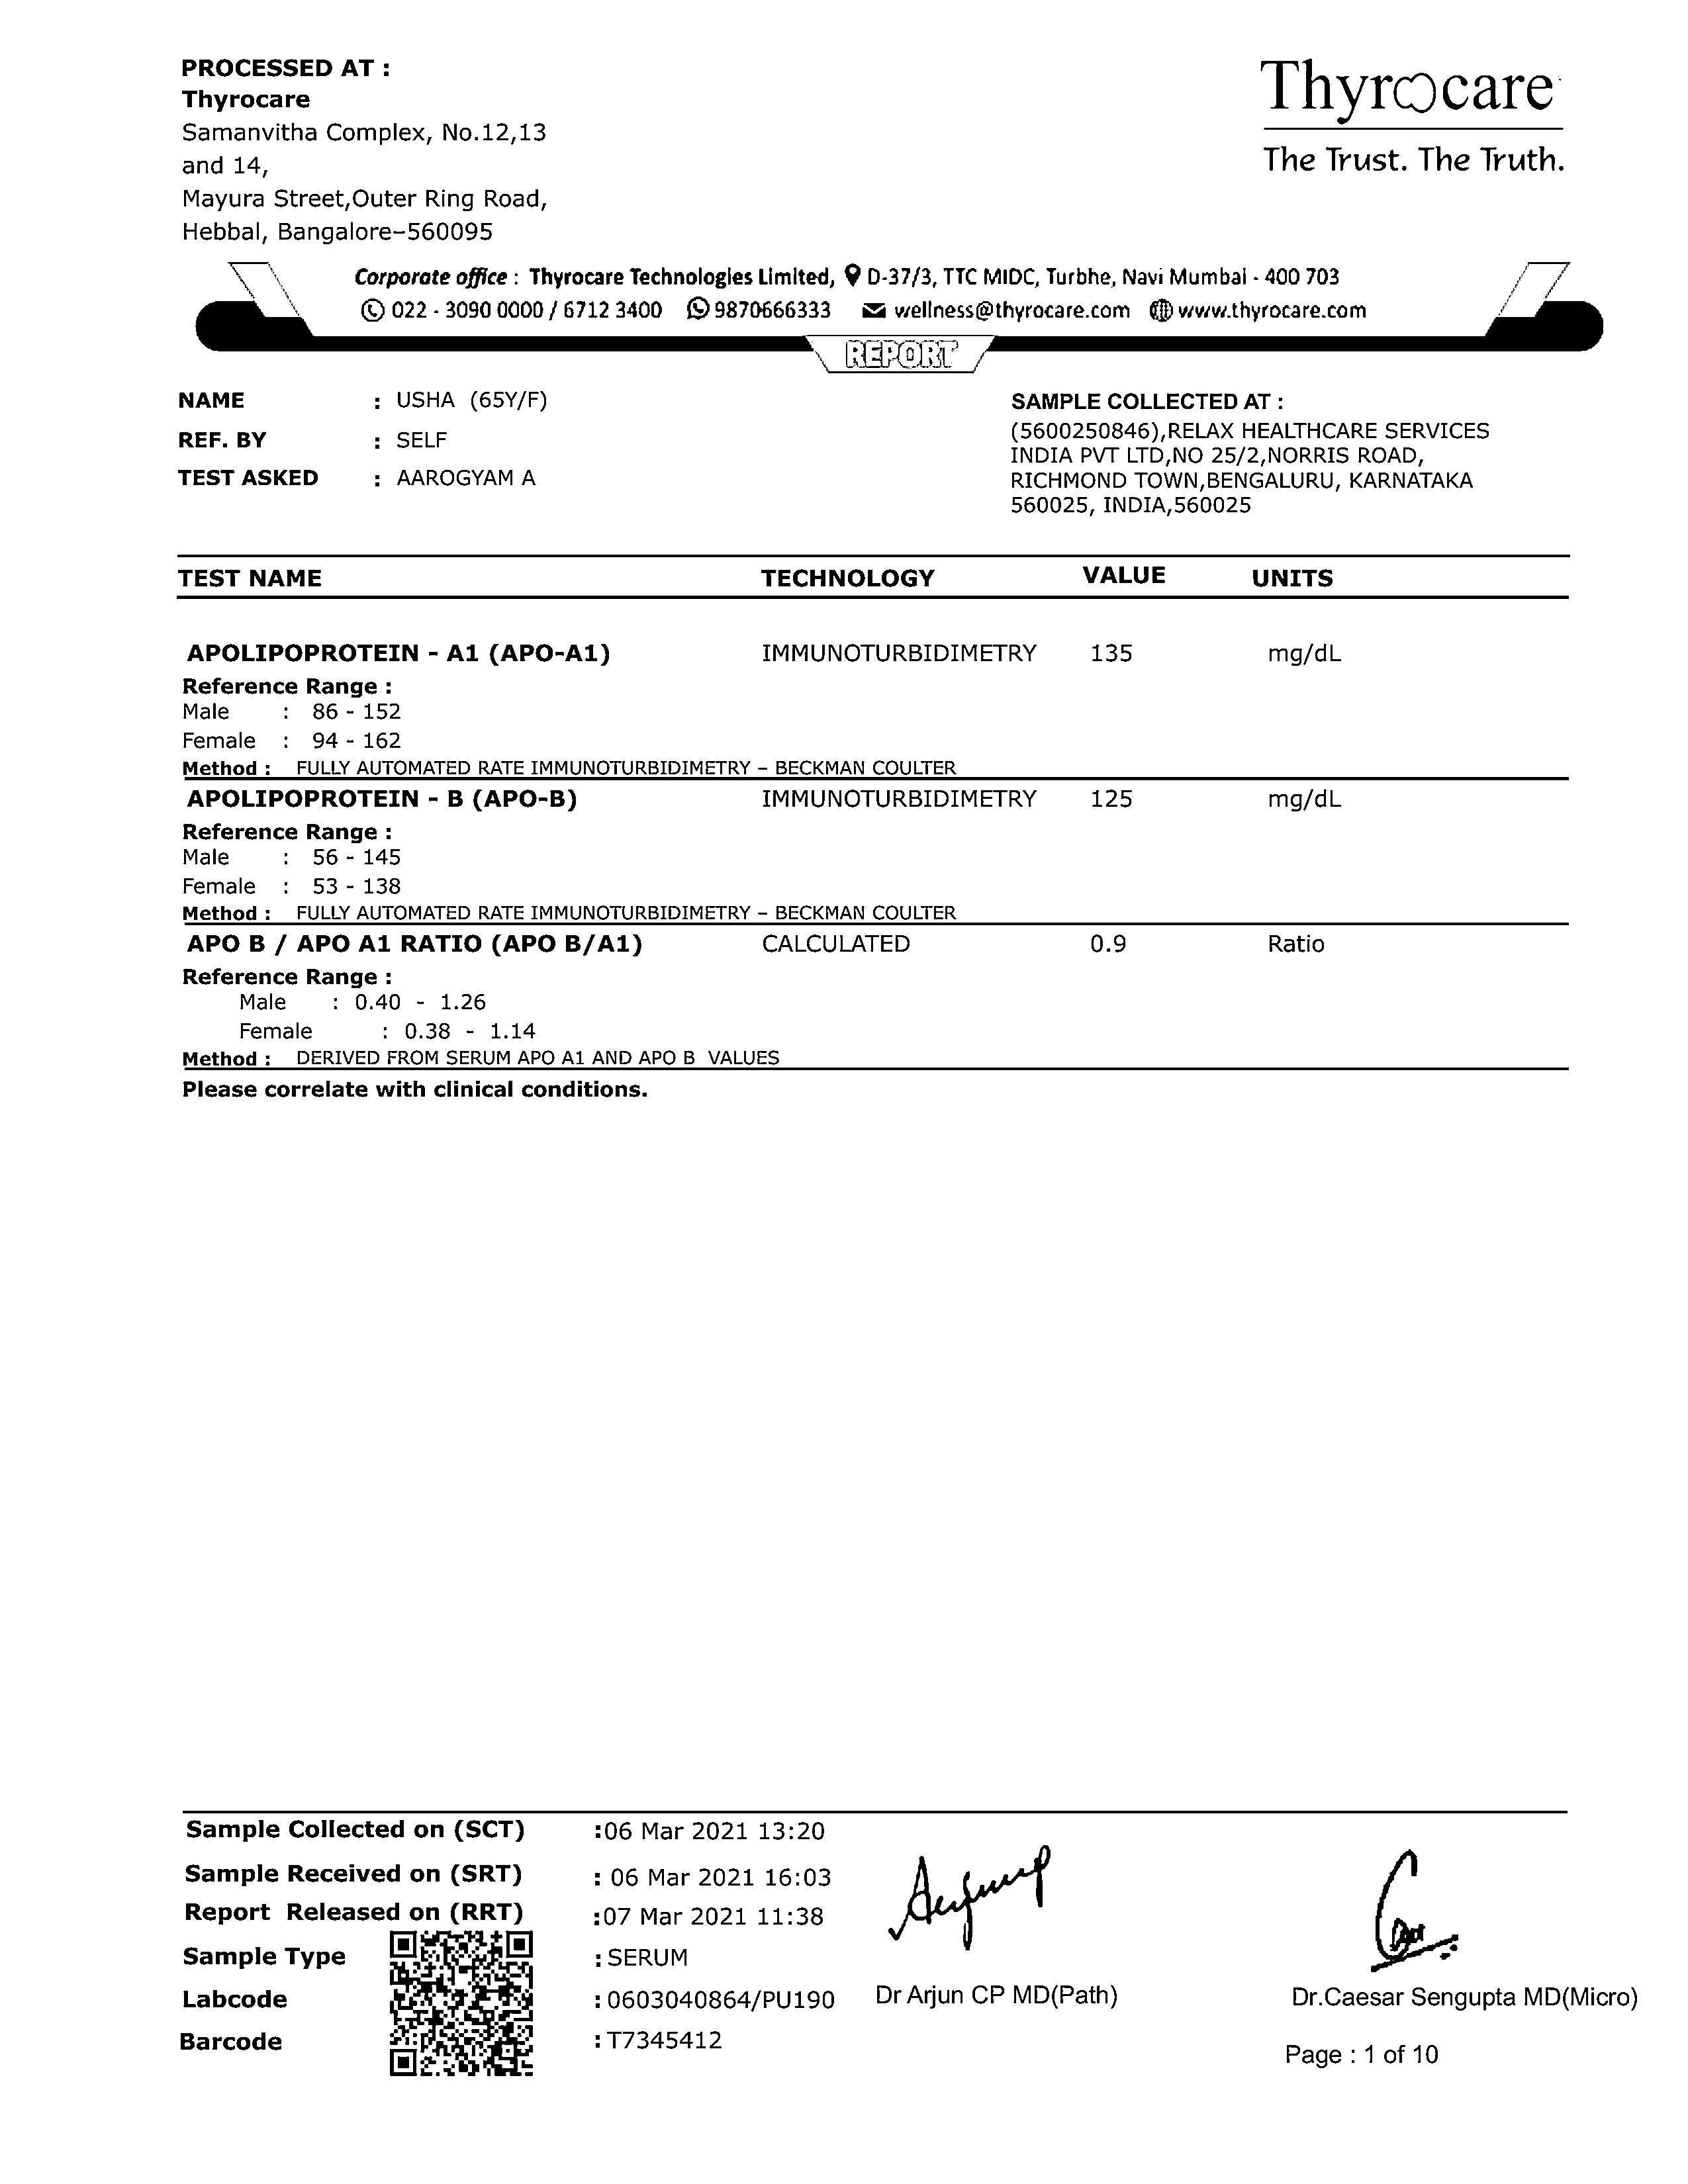 PROCESSED AT :
Thyrocare
Samanvitha Complex, No.12,13
and 14,
Mayura Street,Outer Ring Road,
Hebbal, Bangalore-560095
Thyrocare
The Trust. The Truth.
Corporate office : Thyrocare Technologies Limited, D-37/3, TTC MIDC, Turbhe, Navi Mumbai - 400 703
022 - 3090 0000 / 6712 3400 9870666333 wellness@thyrocare.com www.thyrocare.com
REPORT
NAME : USHA (65Y/F)
REF. BY : SELF
TEST ASKED : AAROGYAM A
SAMPLE COLLECTED AT :
(5600250846),RELAX HEALTHCARE SERVICES
INDIA PVT LTD,NO 25/2,NORRIS ROAD,
RICHMOND TOWN,BENGALURU, KARNATAKA
560025, INDIA,560025
TEST NAME TECHNOLOGY VALUE UNITS
APOLIPOPROTEIN - A1 (APO-A1) IMMUNOTURBIDIMETRY 135 mg/dL
Reference Range :
Male : 86 - 152
Female : 94 - 162
Method : FULLY AUTOMATED RATE IMMUNOTURBIDIMETRY – BECKMAN COULTER
APOLIPOPROTEIN - B (APO-B) IMMUNOTURBIDIMETRY 125 mg/dL
Reference Range :
Male : 56 - 145
Female : 53 - 138
Method : FULLY AUTOMATED RATE IMMUNOTURBIDIMETRY – BECKMAN COULTER
APO B / APO A1 RATIO (APO B/A1) CALCULATED 0.9 Ratio
Reference Range :
Male : 0.40 - 1.26
Female : 0.38 - 1.14
Method : DERIVED FROM SERUM APO A1 AND APO B VALUES
Please correlate with clinical conditions.
Sample Collected on (SCT) :06 Mar 2021 13:20
Sample Received on (SRT) : 06 Mar 2021 16:03
Report Released on (RRT) :07 Mar 2021 11:38
Sample Type : SERUM
Labcode : 0603040864/PU190
Barcode : T7345412
Dr Arjun CP MD(Path)
Dr.Caesar Sengupta MD(Micro)
Page : 1 of 10